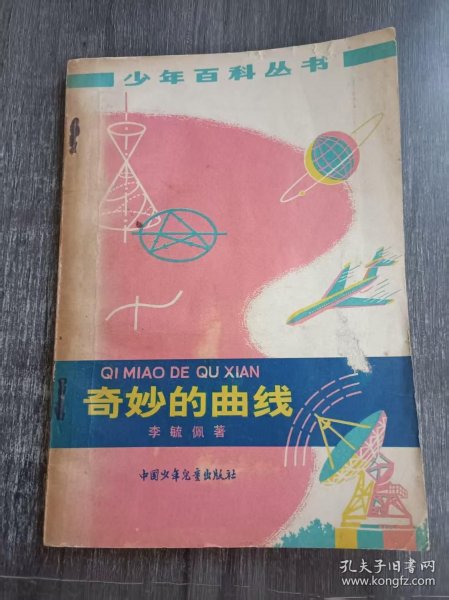 少年百科丛书
QI MIAO DE QU XIAN
奇妙的曲线
李毓佩著
中国少年儿童出版社
孔夫子旧书网
www.kongfz.com